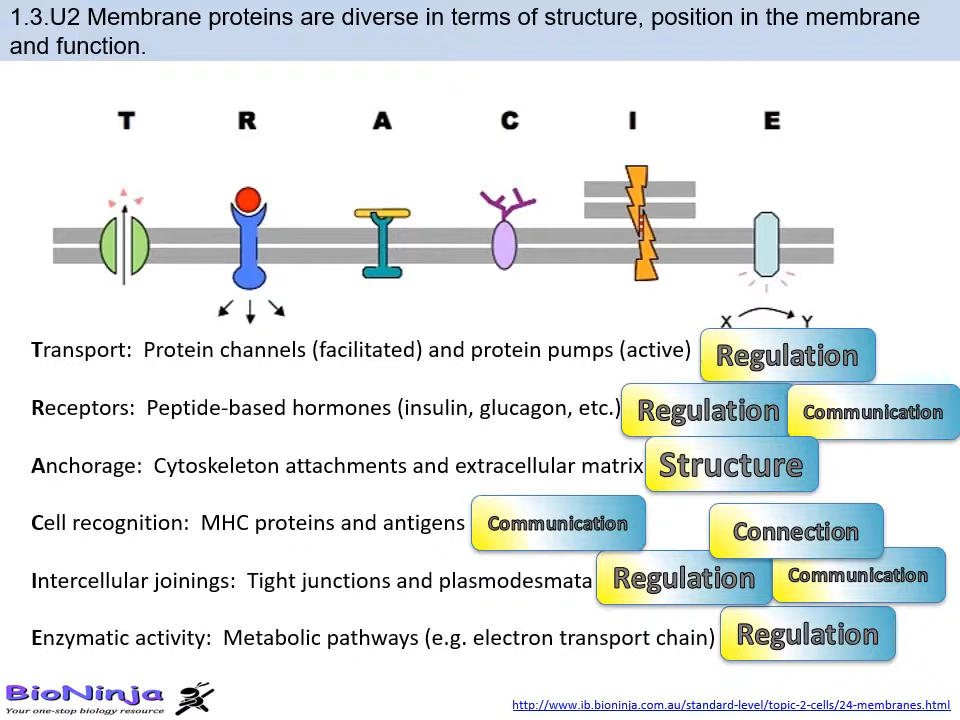 1.3.U2 Membrane proteins are diverse in terms of structure, position in the membrane
and function.
T R A C I E
X Y
Transport: Protein channels (facilitated) and protein pumps (active) Regulation
Receptors: Peptide-based hormones (insulin, glucagon, etc.) Regulation Communication
Anchorage: Cytoskeleton attachments and extracellular matrix Structure
Cell recognition: MHC proteins and antigens Communication Connection
Intercellular joinings: Tight junctions and plasmodesmata Regulation Communication
Enzymatic activity: Metabolic pathways (e.g. electron transport chain) Regulation
BioNinja
Your one-stop biology resource
http://www.ib.bioninja.com.au/standard-level/topic-2-cells/24-membranes.html